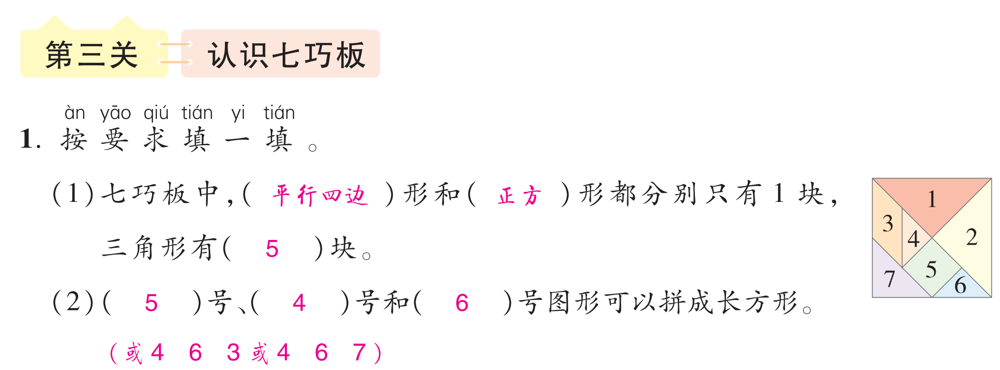 第三关 认识七巧板
àn yāo qiú tián yi tián
1. 按要求填一填。
(1)七巧板中,( 平行四边 )形和( 正方 )形都分别只有1块,
三角形有( 5 )块。
(2)( 5 )号、( 4 )号和( 6 )号图形可以拼成长方形。
(或4 6 3或4 6 7)
1
3
4
2
5
7
6